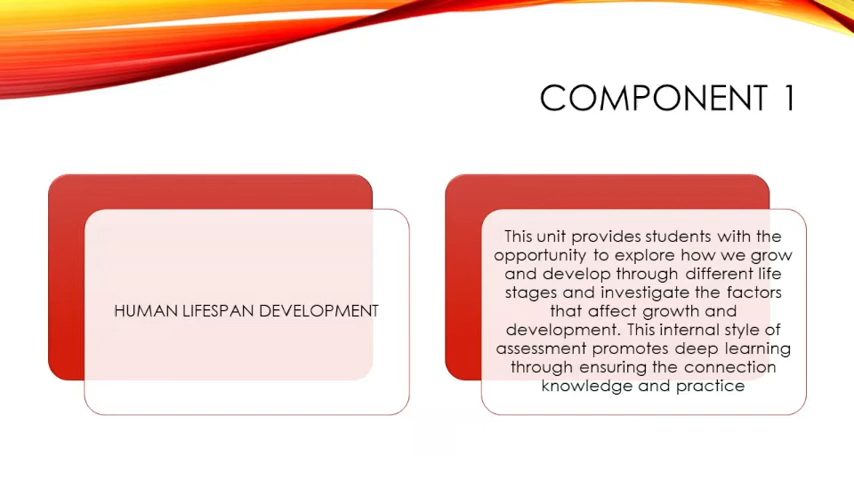 COMPONENT 1
HUMAN LIFESPAN DEVELOPMENT
This unit provides students with the
opportunity to explore how we grow
and develop through different life
stages and investigate the factors
that affect growth and
development. This internal style of
assessment promotes deep learning
through ensuring the connection
knowledge and practice